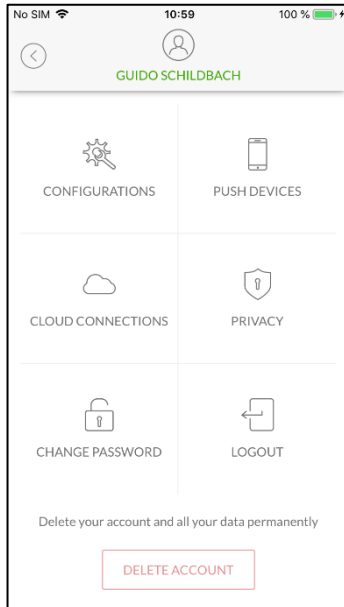 No SIM 10:59 100 %
GUIDO SCHILDBACH
CONFIGURATIONS PUSH DEVICES
CLOUD CONNECTIONS PRIVACY
CHANGE PASSWORD LOGOUT
Delete your account and all your data permanently
DELETE ACCOUNT